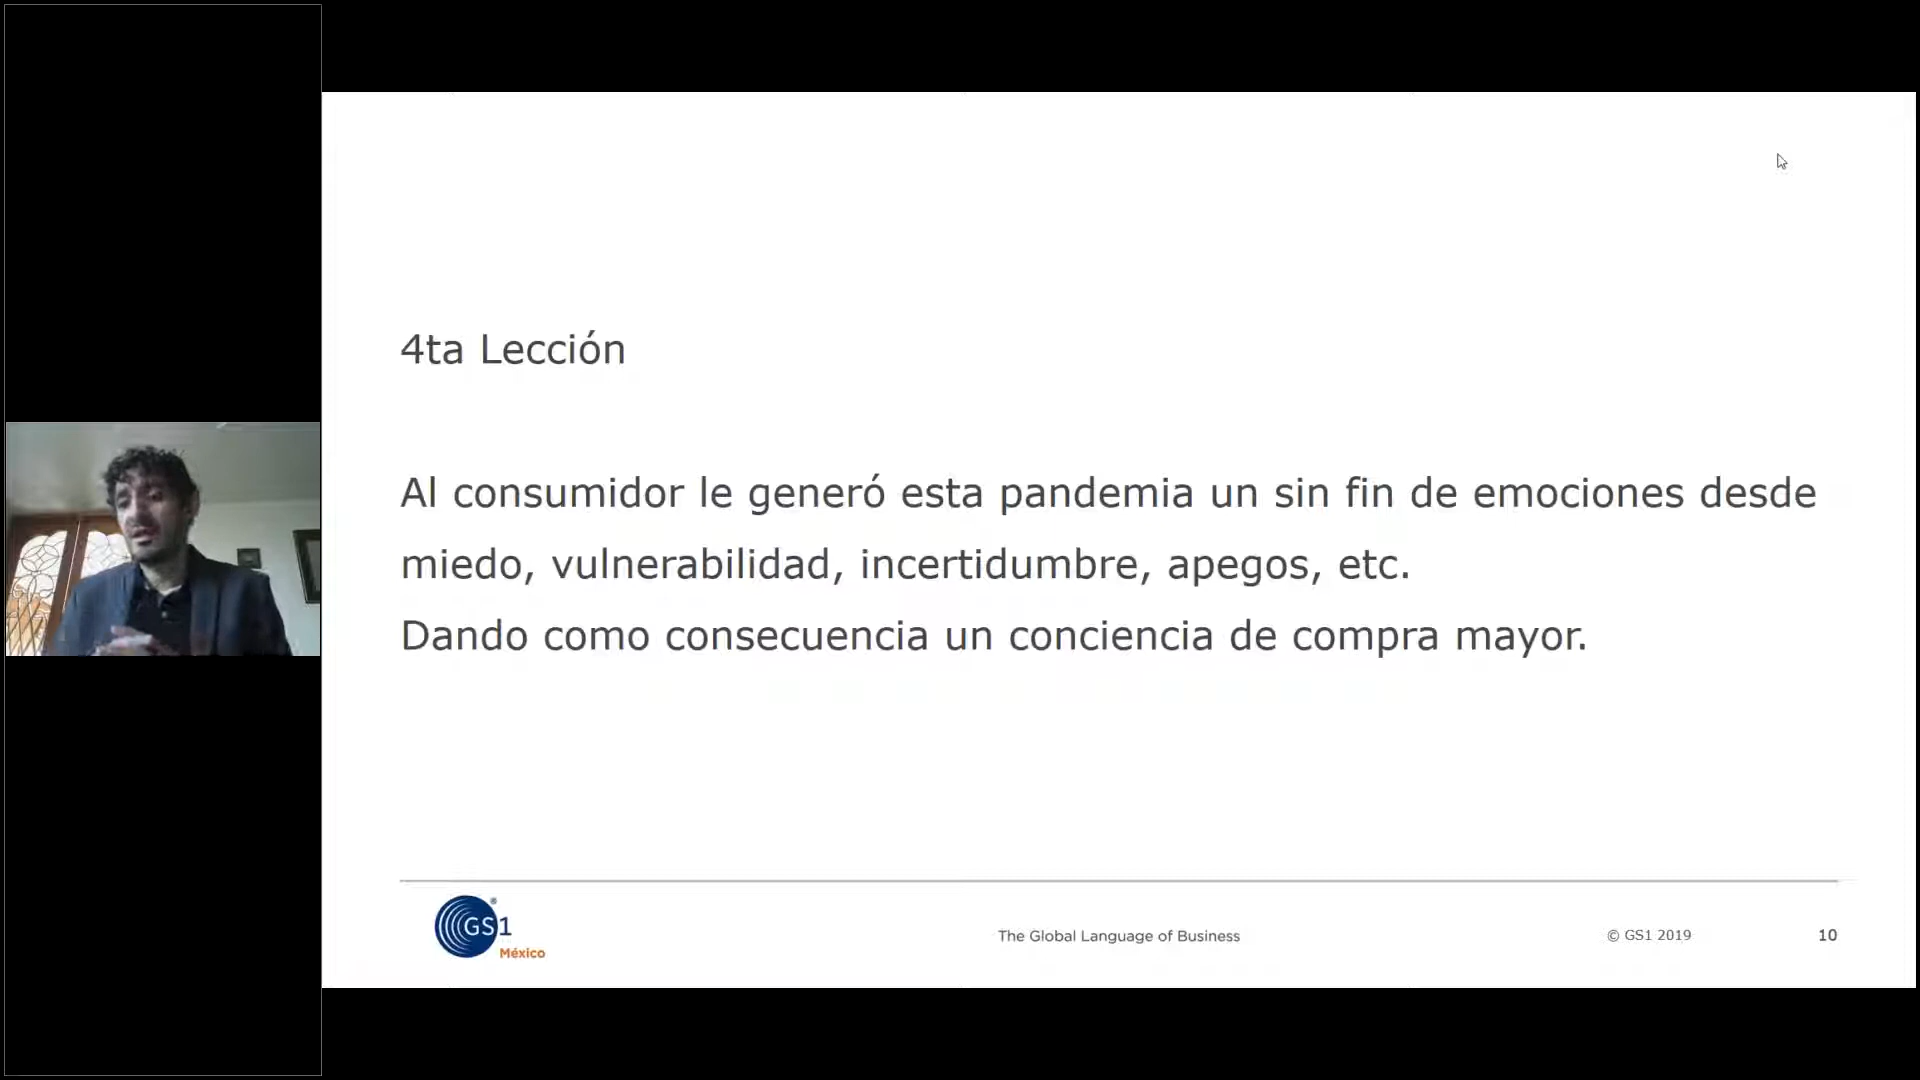 4ta Lección
Al consumidor le generó esta pandemia un sin fin de emociones desde
miedo, vulnerabilidad, incertidumbre, apegos, etc.
Dando como consecuencia un conciencia de compra mayor.
GS1 ®
México
The Global Language of Business
© GS1 2019
10